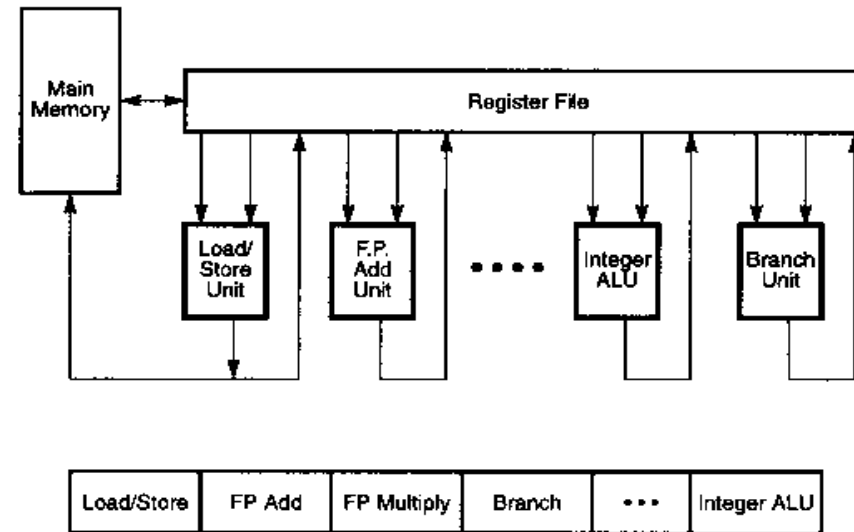 Main
Memory
Register File
Load/
Store
Unit
F.P.
Add
Unit
Integer
ALU
Branch
Unit
Load/Store FP Add FP Multiply Branch ••• Integer ALU